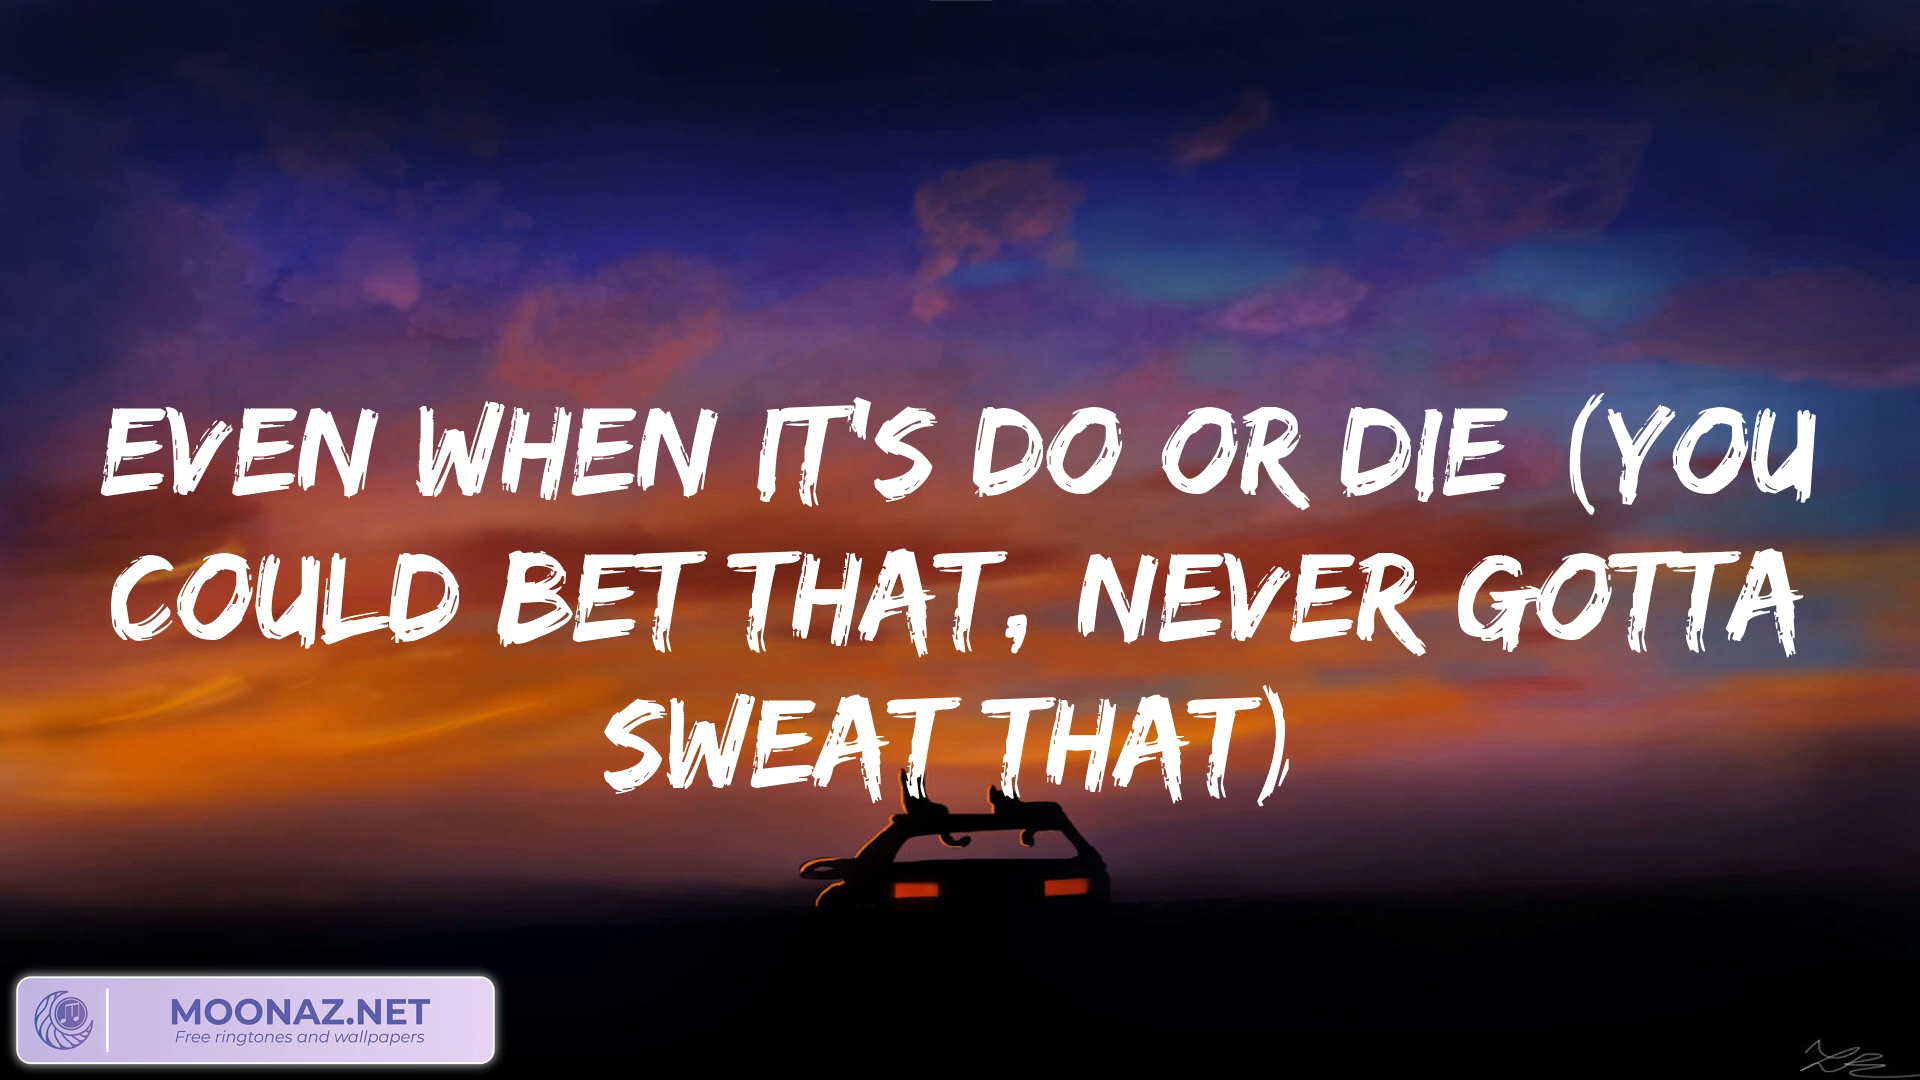 EVEN WHEN IT'S DO OR DIE (YOU
COULD BET THAT, NEVER GOTTA
SWEAT THAT)
MOONAZ.NET
Free ringtones and wallpapers